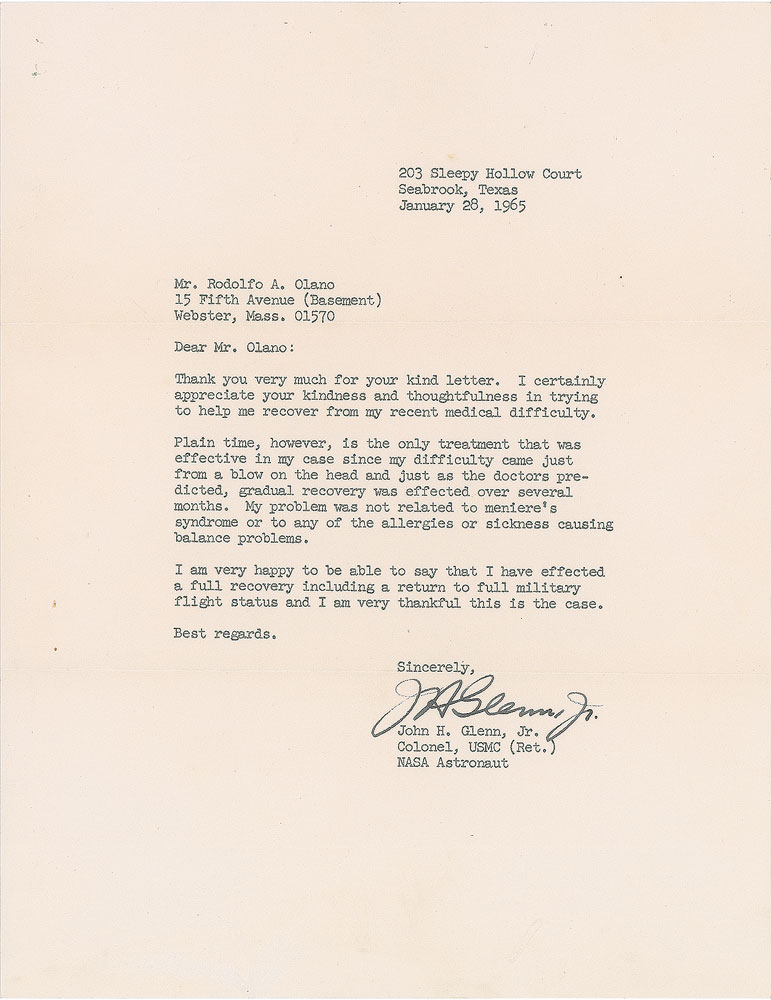 203 Sleepy Hollow Court
Seabrook, Texas
January 28, 1965
Mr. Rodolfo A. Olano
15 Fifth Avenue (Basement)
Webster, Mass. 01570
Dear Mr. Olano:
Thank you very much for your kind letter. I certainly
appreciate your kindness and thoughtfulness in trying
to help me recover from my recent medical difficulty.
Plain time, however, is the only treatment that was
effective in my case since my difficulty came just
from a blow on the head and just as the doctors pre-
dicted, gradual recovery was effected over several
months. My problem was not related to meniere's
syndrome or to any of the allergies or sickness causing
balance problems.
I am very happy to be able to say that I have effected
a full recovery including a return to full military
flight status and I am very thankful this is the case.
Best regards.
Sincerely,
JHGlenn, Jr.
John H. Glenn, Jr.
Colonel, USMC (Ret.)
NASA Astronaut